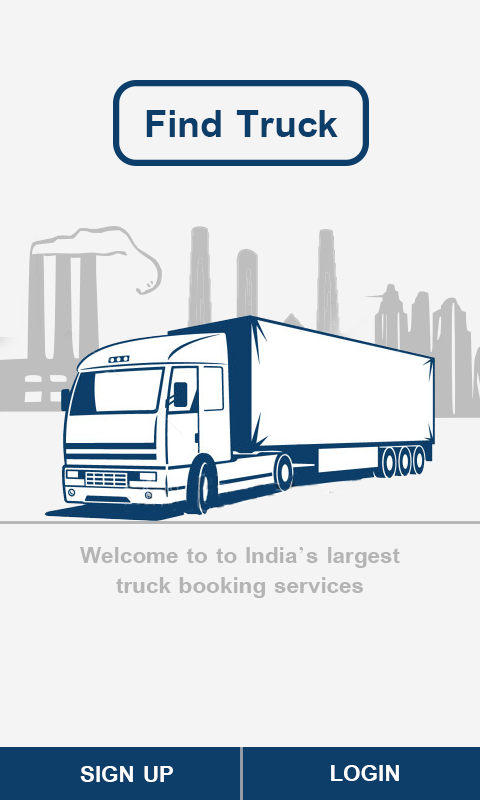 Find Truck
Welcome to to India's largest
truck booking services
SIGN UP
LOGIN